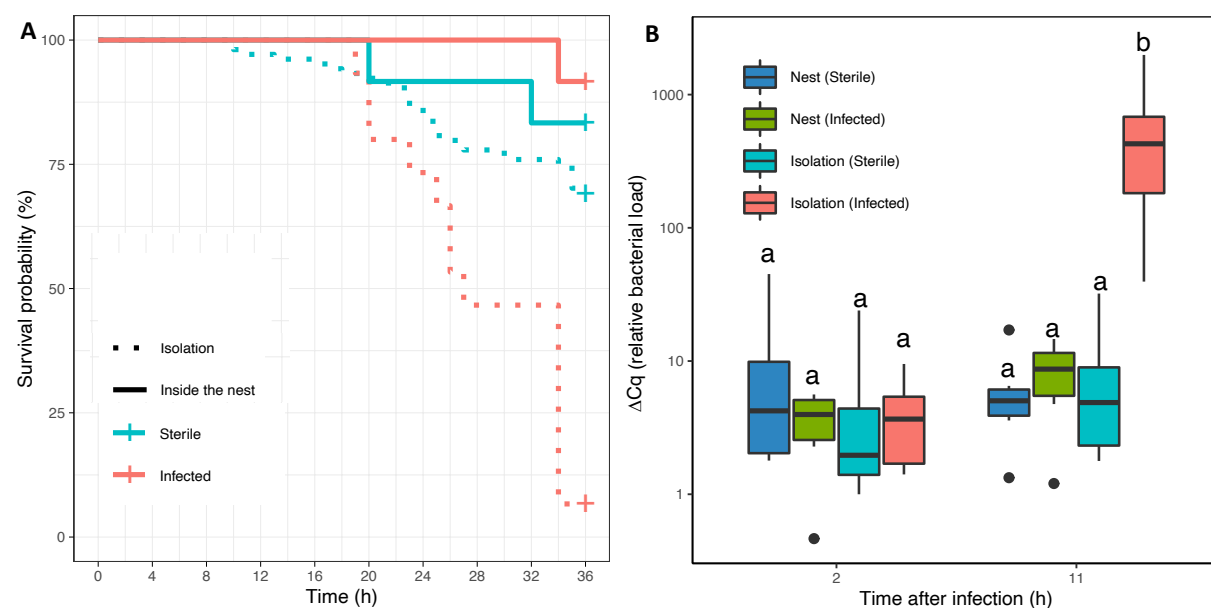 A
Survival probability (%)
100
75
50
25
0
Isolation
Inside the nest
Sterile
Infected
0 4 8 12 16 20 24 28 32 36
Time (h)
B
ΔCq (relative bacterial load)
1000
100
10
1
Nest (Sterile)
Nest (Infected)
Isolation (Sterile)
Isolation (Infected)
a a a a a a a b
2 11
Time after infection (h)